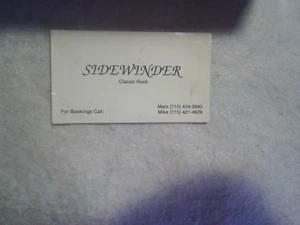 SIDEWINDER
Classic Rock
Mark (715) 424-2840
For Bookings Call: Mike (715) 421-4629